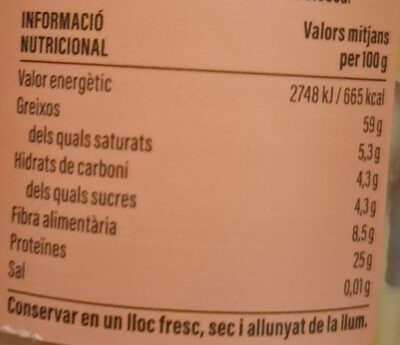 INFORMACIÓ NUTRICIONAL Valors mitjans per 100 g
Valor energètic 2748 kJ / 665 kcal
Greixos 59 g
dels quals saturats 5,3 g
Hidrats de carboni 4,3 g
dels quals sucres 4,3 g
Fibra alimentària 8,5 g
Proteïnes 25 g
Sal 0,01 g
Conservar en un lloc fresc, sec i allunyat de la llum.